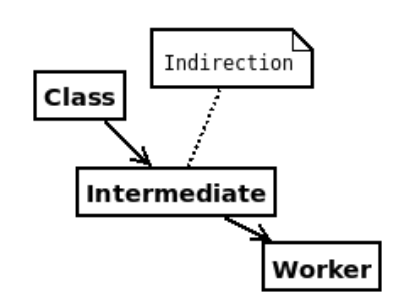 Indirection
Class
Intermediate
Worker